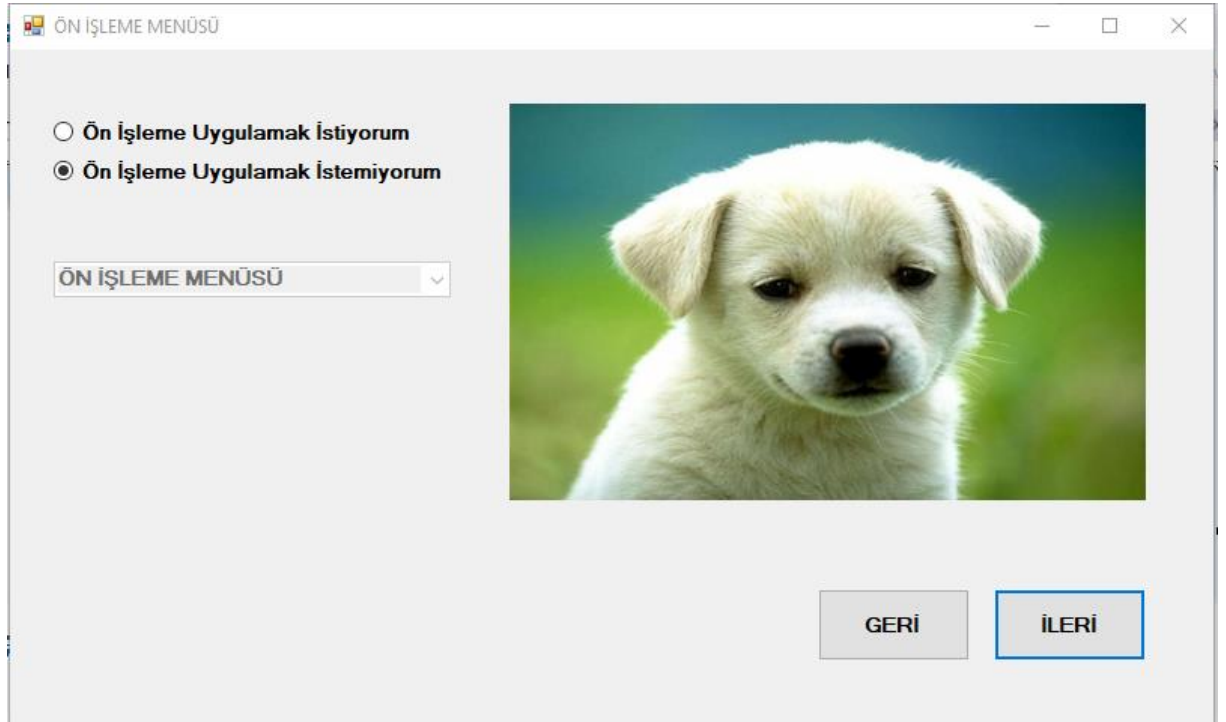 ÖN İŞLEME MENÜSÜ
Ön İşleme Uygulamak İstiyorum
Ön İşleme Uygulamak İstemiyorum
ÖN İŞLEME MENÜSÜ
GERİ
İLERİ